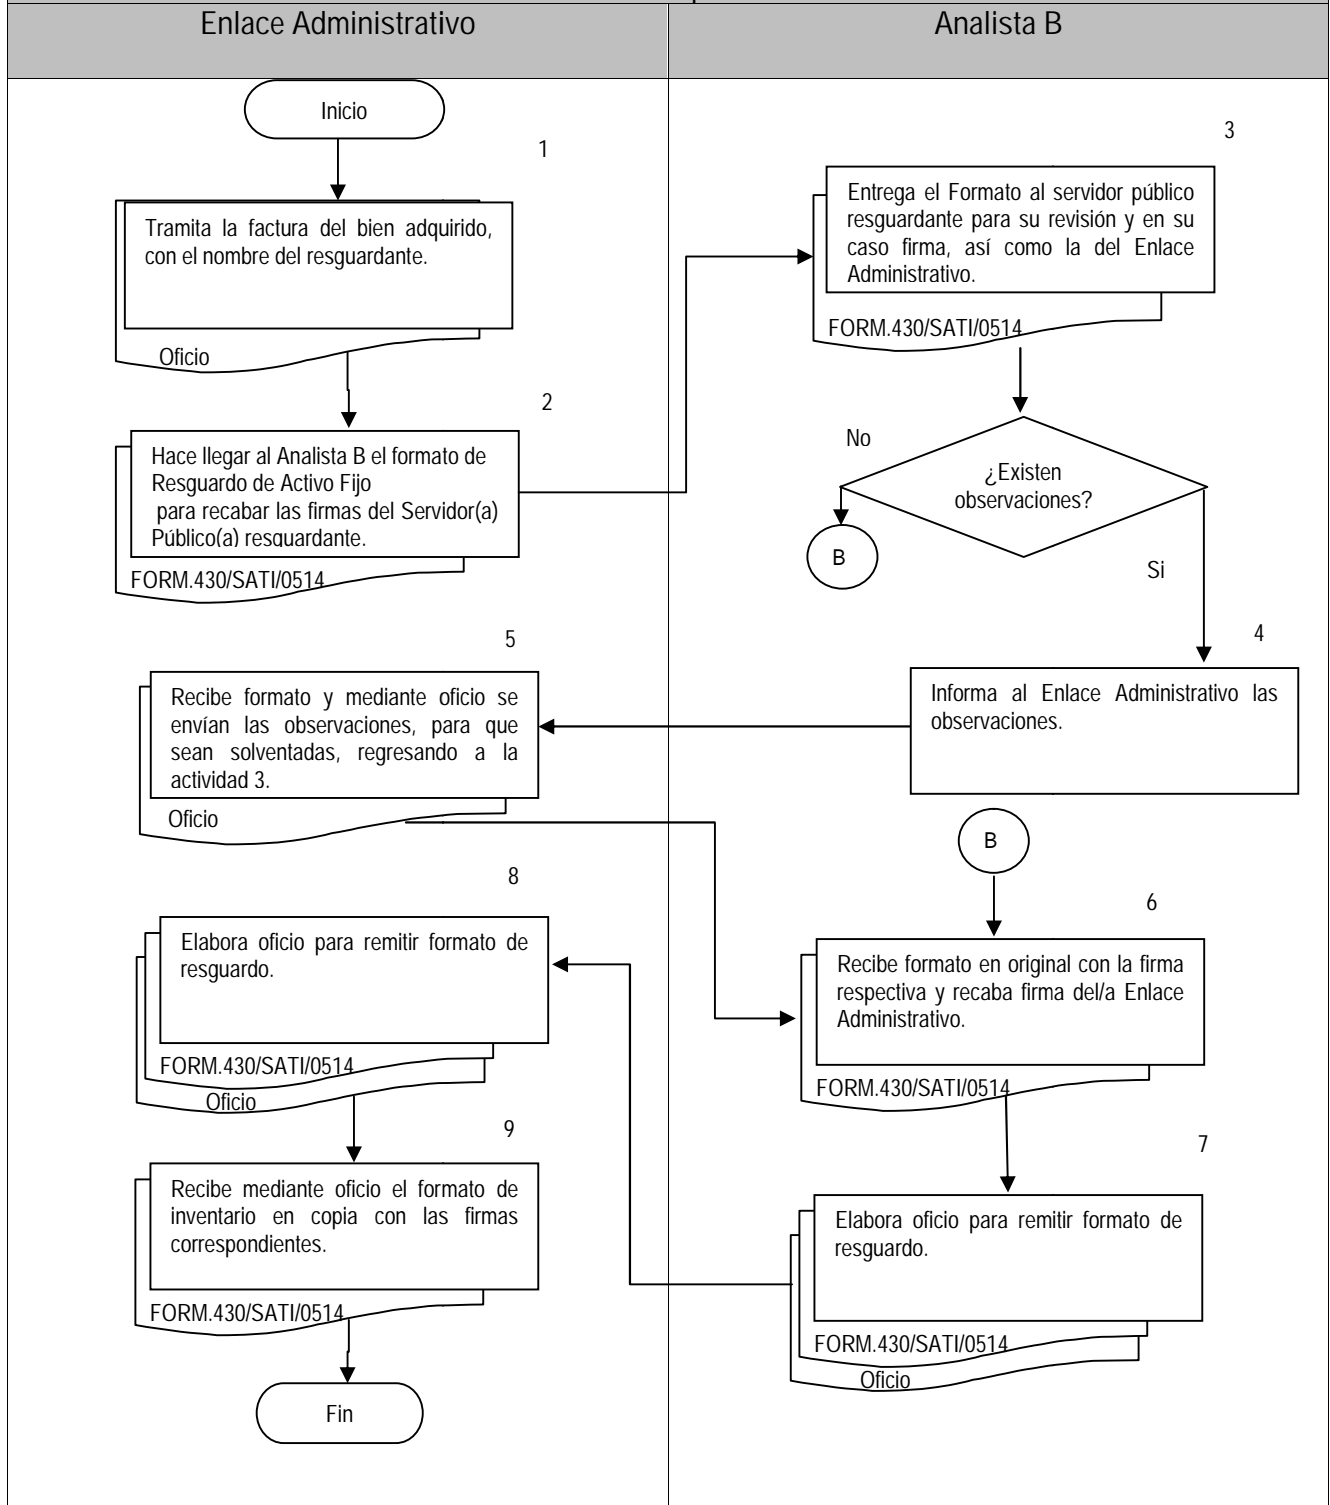 Enlace Administrativo
Analista B
Inicio
1
Tramita la factura del bien adquirido,
con el nombre del resguardante.
Oficio
2
Hace llegar al Analista B el formato de
Resguardo de Activo Fijo
para recabar las firmas del Servidor(a)
Público(a) resguardante.
FORM.430/SATI/0514
3
Entrega el Formato al servidor público
resguardante para su revisión y en su
caso firma, así como la del Enlace
Administrativo.
FORM.430/SATI/0514
No
¿Existen
observaciones?
B
Si
4
Informa al Enlace Administrativo las
observaciones.
5
Recibe formato y mediante oficio se
envían las observaciones, para que
sean solventadas, regresando a la
actividad 3.
Oficio
B
6
Recibe formato en original con la firma
respectiva y recaba firma del/a Enlace
Administrativo.
FORM.430/SATI/0514
7
Elabora oficio para remitir formato de
resguardo.
FORM.430/SATI/0514
Oficio
8
Elabora oficio para remitir formato de
resguardo.
FORM.430/SATI/0514
Oficio
9
Recibe mediante oficio el formato de
inventario en copia con las firmas
correspondientes.
FORM.430/SATI/0514
Fin